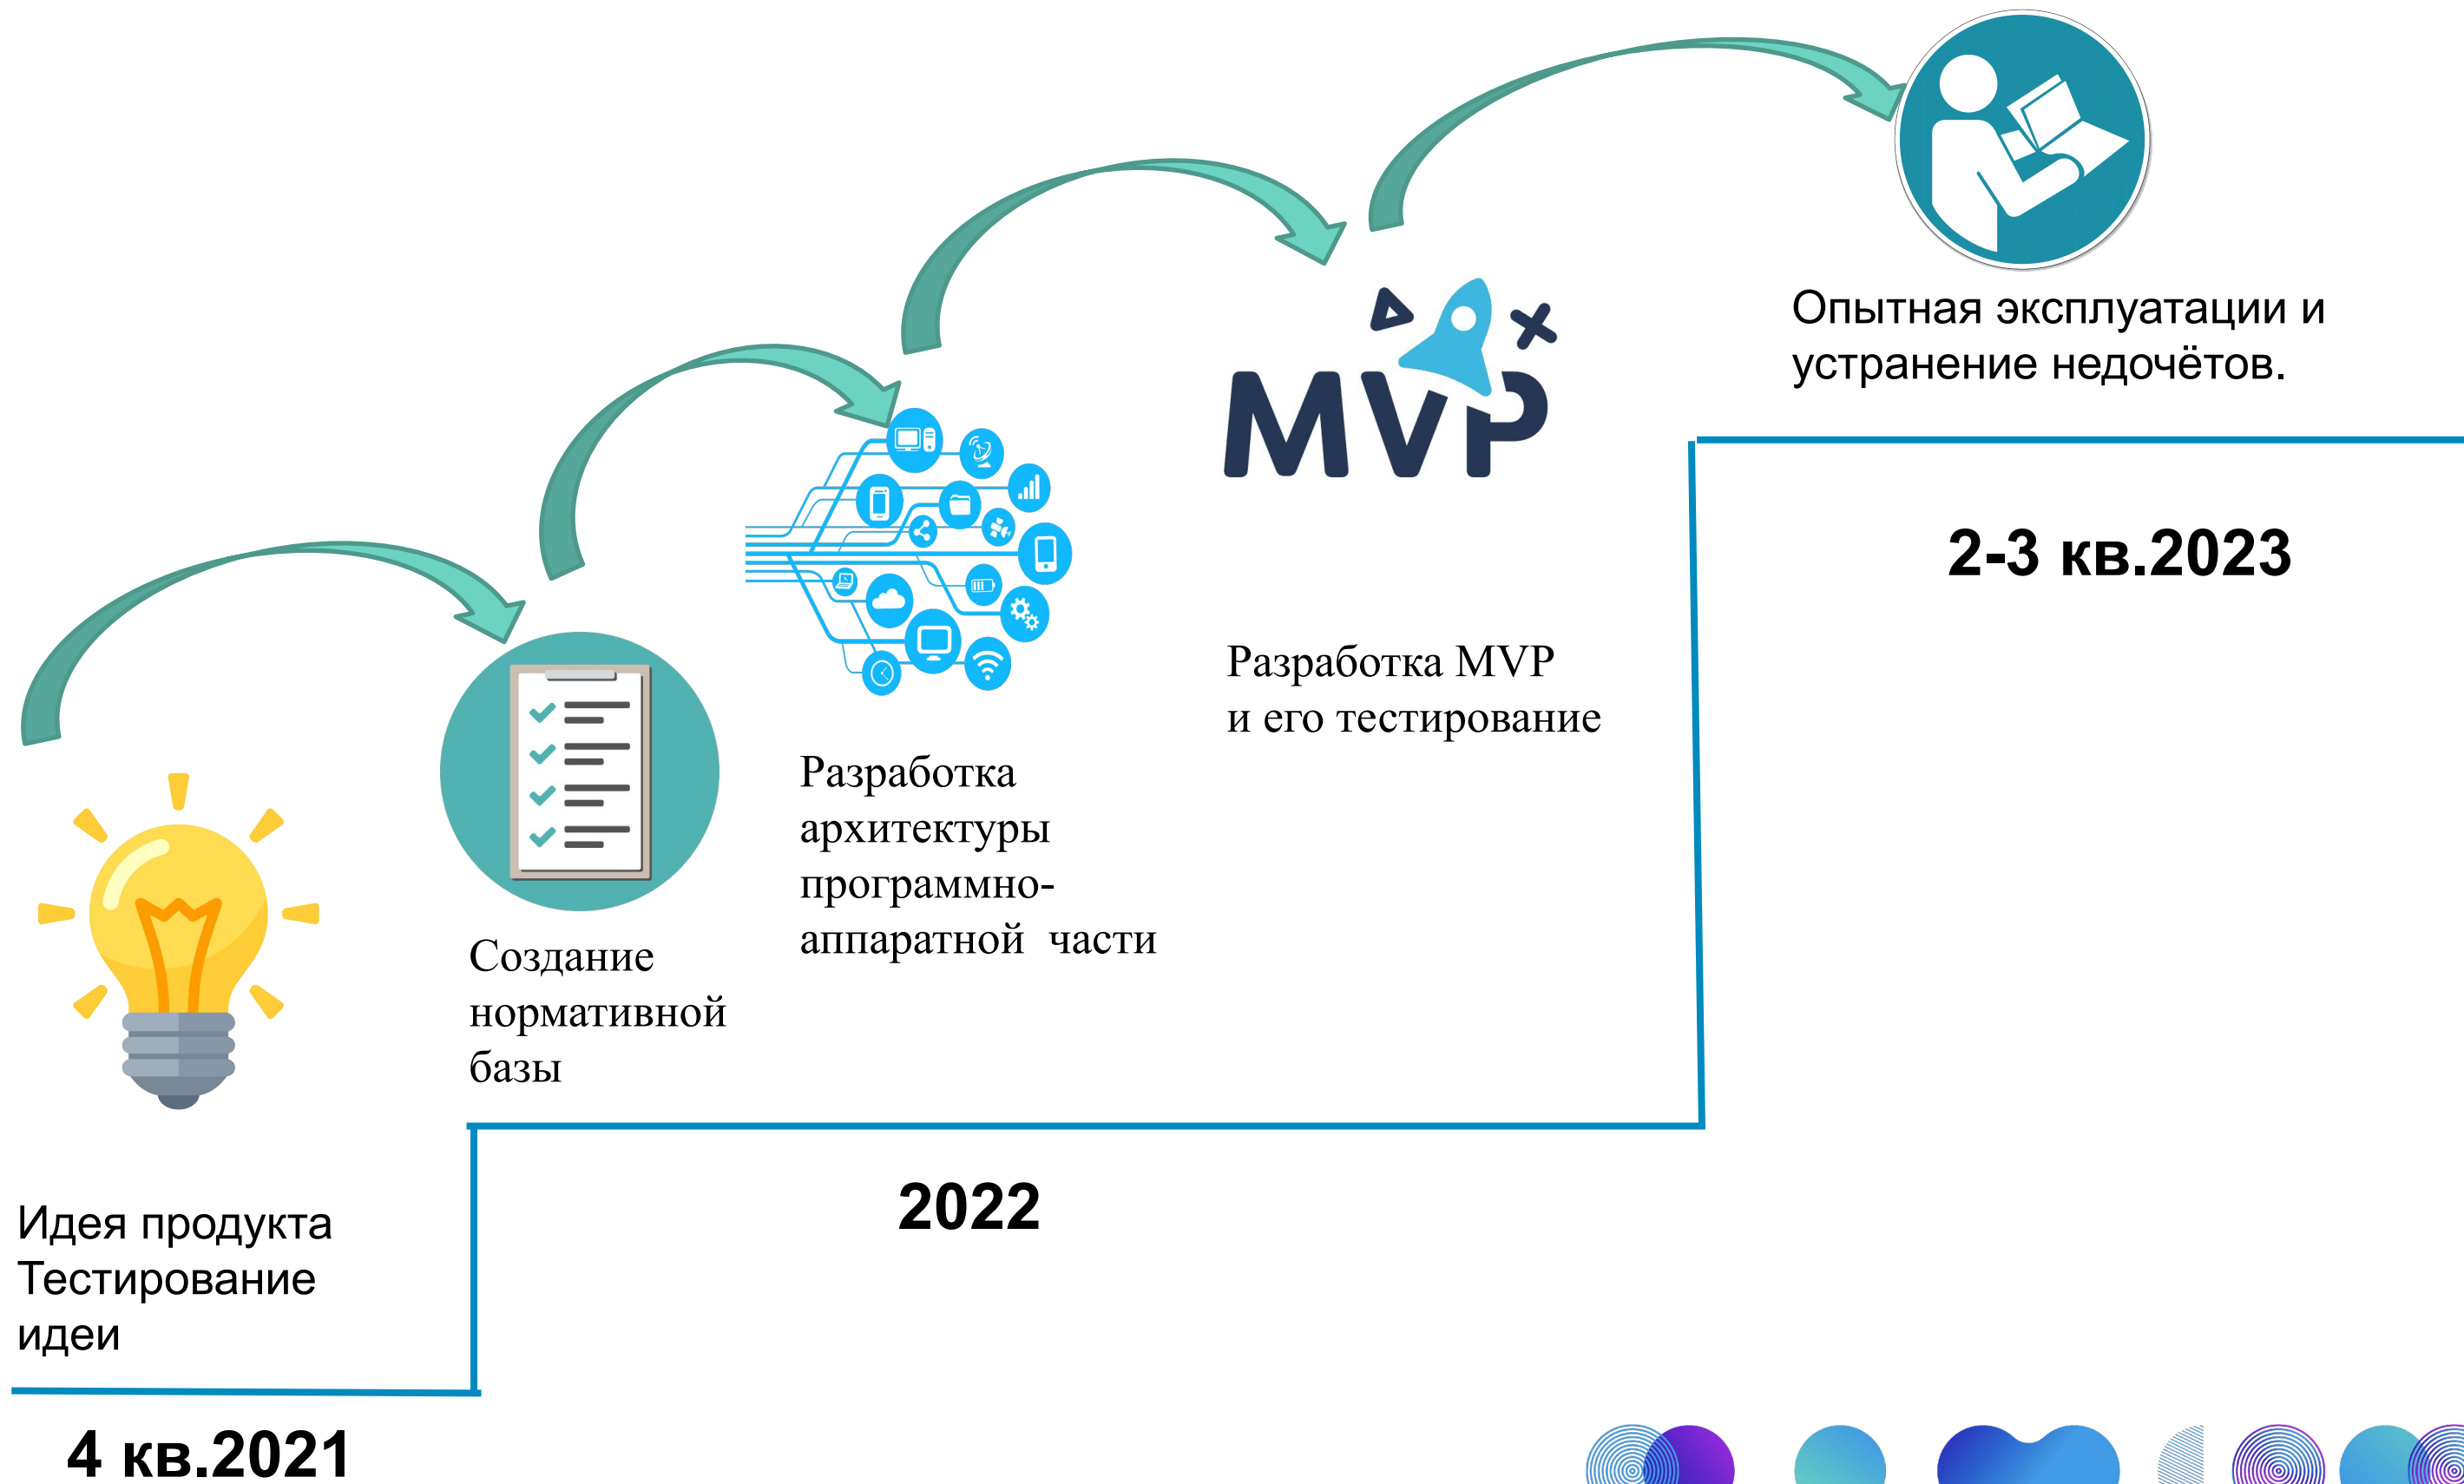 Идея продукта
Тестирование
идеи
4 кв.2021
Создание
нормативной
базы
Разработка
архитектуры
программно-
аппаратной части
MVP
Разработка MVP
и его тестирование
2022
Опытная эксплуатации и
устранение недочётов.
2-3 кв.2023